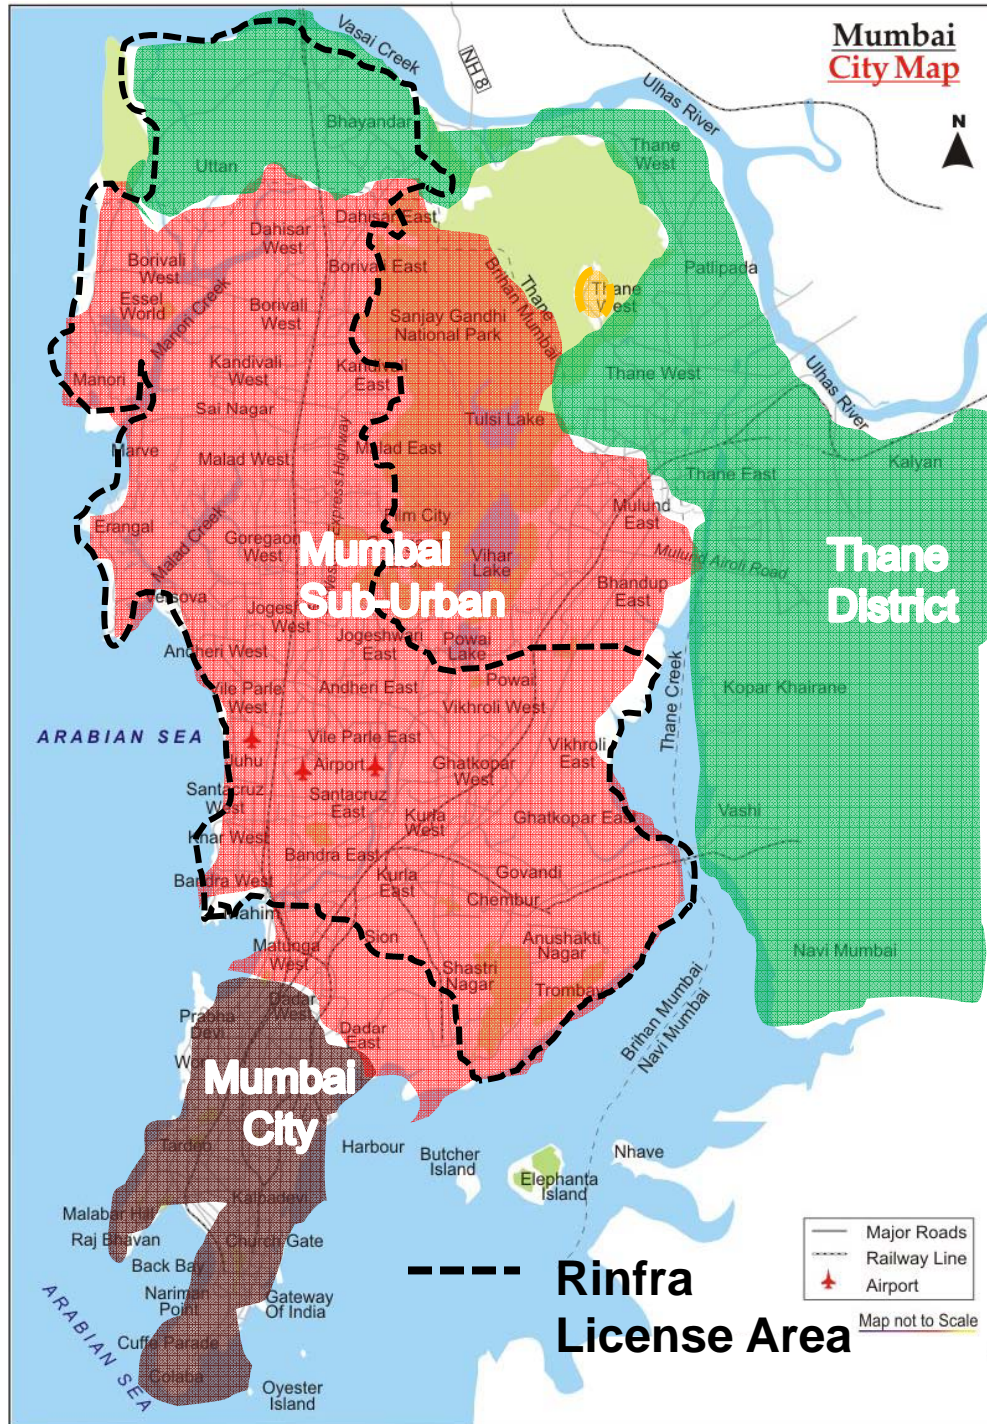 Mumbai
City Map
N
Vasai Creek
NH 8
Ulhas River
Bhayandar
Uttan
Thane
West
Dahisar East
Dahisar
West
Borivali
West
Borivali East
Essel
World
Manori Creek
Borivali
West
Thane
Brihan Mumbai
Thane
West
Patlipada
Sanjay Gandhi
National Park
Kandivali
West
Kandivali
East
Manori
Thane West
Ulhas River
Sai Nagar
Tulsi Lake
Marve
Malad West
Malad East
Kalyan
Thane East
Western Express Highway
Mulund
East
Erangal
Film City
Malad Creek
Goregaon
West
Mumbai
Sub-Urban
Vihar
Lake
Mulund Airoli Road
Thane
District
Bhandup
East
Versova
Jogeshwari
West
Jogeshwari
East
Powai
Lake
Andheri West
Andheri East
Powai
Thane Creek
Kopar Khairane
Vile Parle
West
Vikhroli West
ARABIAN SEA
Vile Parle East
Vikhroli
East
Juhu
Airport
Ghatkopar
West
Santacruz
West
Santacruz
East
Kurla
West
Ghatkopar East
Vashi
Khar West
Bandra East
Bandra West
Kurla
East
Govandi
Chembur
Mahim
Matunga
West
Sion
Anushakti
Nagar
Navi Mumbai
Shastri
Nagar
Trombay
Dadar
West
Prabha
Devi
Dadar
East
Brihan Mumbai
Navi Mumbai
Mumbai
City
Tardeo
Harbour
Butcher
Island
Nhave
Elephanta
Island
Kalbadevi
Malabar Hill
Raj Bhavan
Church Gate
Back Bay
Nariman
Point
Gateway
Of India
ARABIAN SEA
Cuffe Parade
Colaba
Oyester
Island
Major Roads
Railway Line
Airport
Map not to Scale
Rinfra
License Area